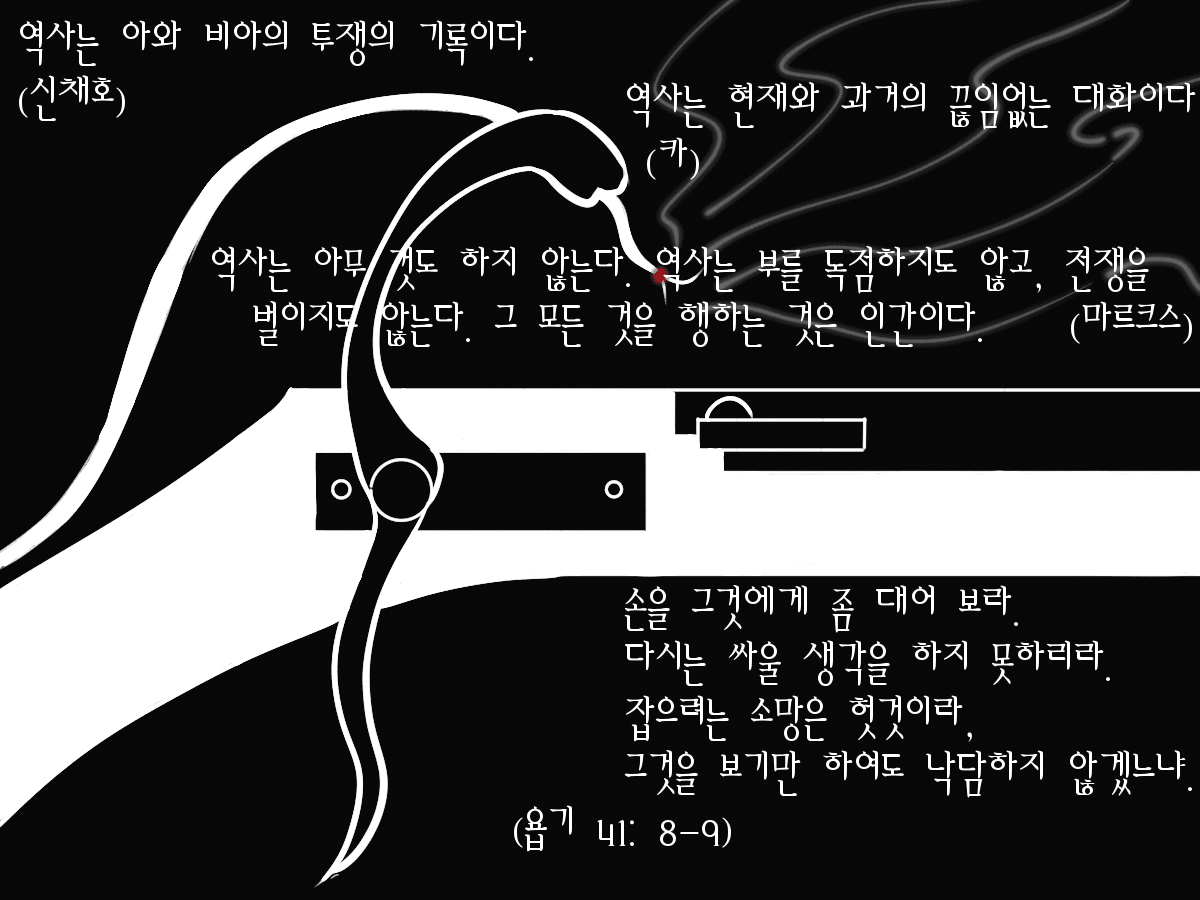 역사는 아와 비아의 투쟁의 기록이다.
(신채호)
역사는 현재와 과거의 끊임없는 대화이다
(카)
역사는 아무 것도 하지 않는다. 역사는 부를 독점하지도 않고, 전쟁을
벌이지도 않는다. 그 모든 것을 행하는 것은 인간이다. (마르크스)
손을 그것에게 좀 대어 보라.
다시는 싸울 생각을 하지 못하리라.
잡으려는 소망은 헛것이라,
그것을 보기만 하여도 낙담하지 않겠느냐.
(욥기 41: 8-9)